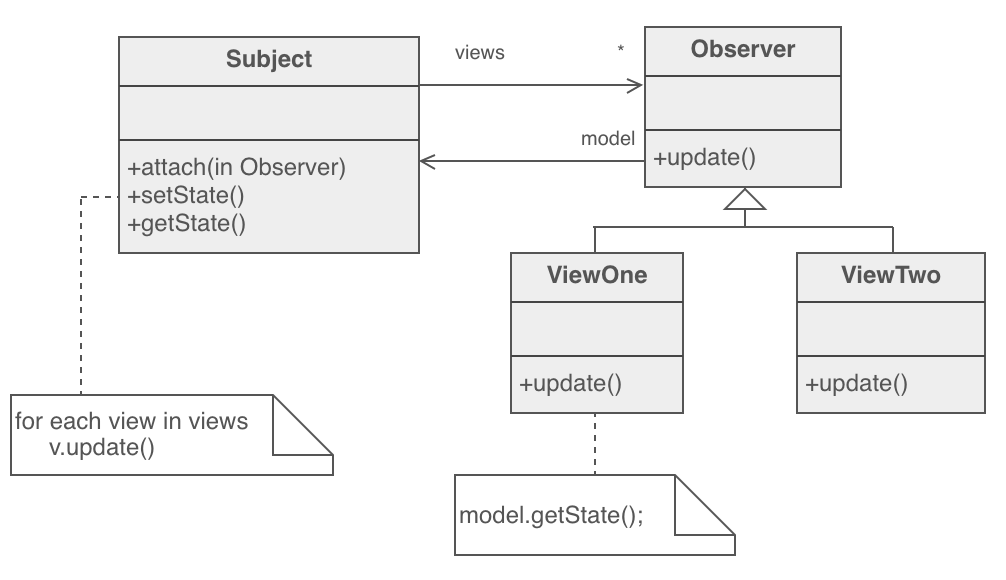 Subject
+attach(in Observer)
+setState()
+getState()
views
*
model
Observer
+update()
ViewOne
+update()
ViewTwo
+update()
for each view in views
v.update()
model.getState();